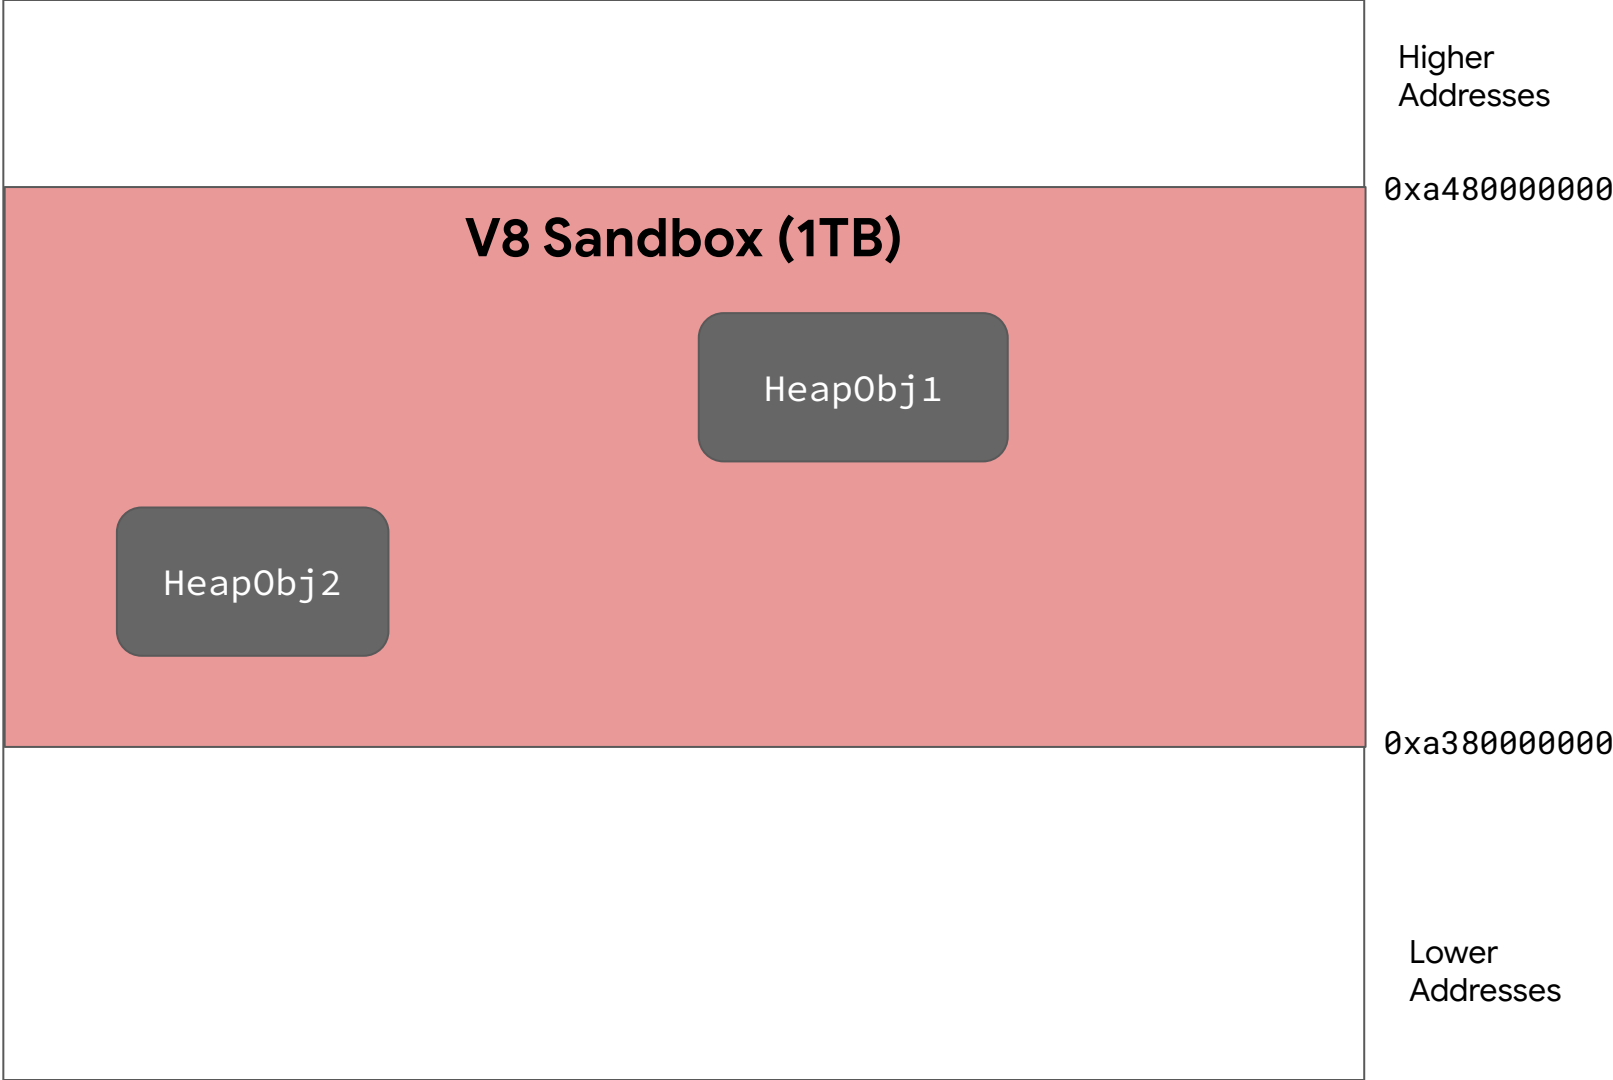 Higher
Addresses
0xa480000000
V8 Sandbox (1TB)
HeapObj1
HeapObj2
0xa380000000
Lower
Addresses